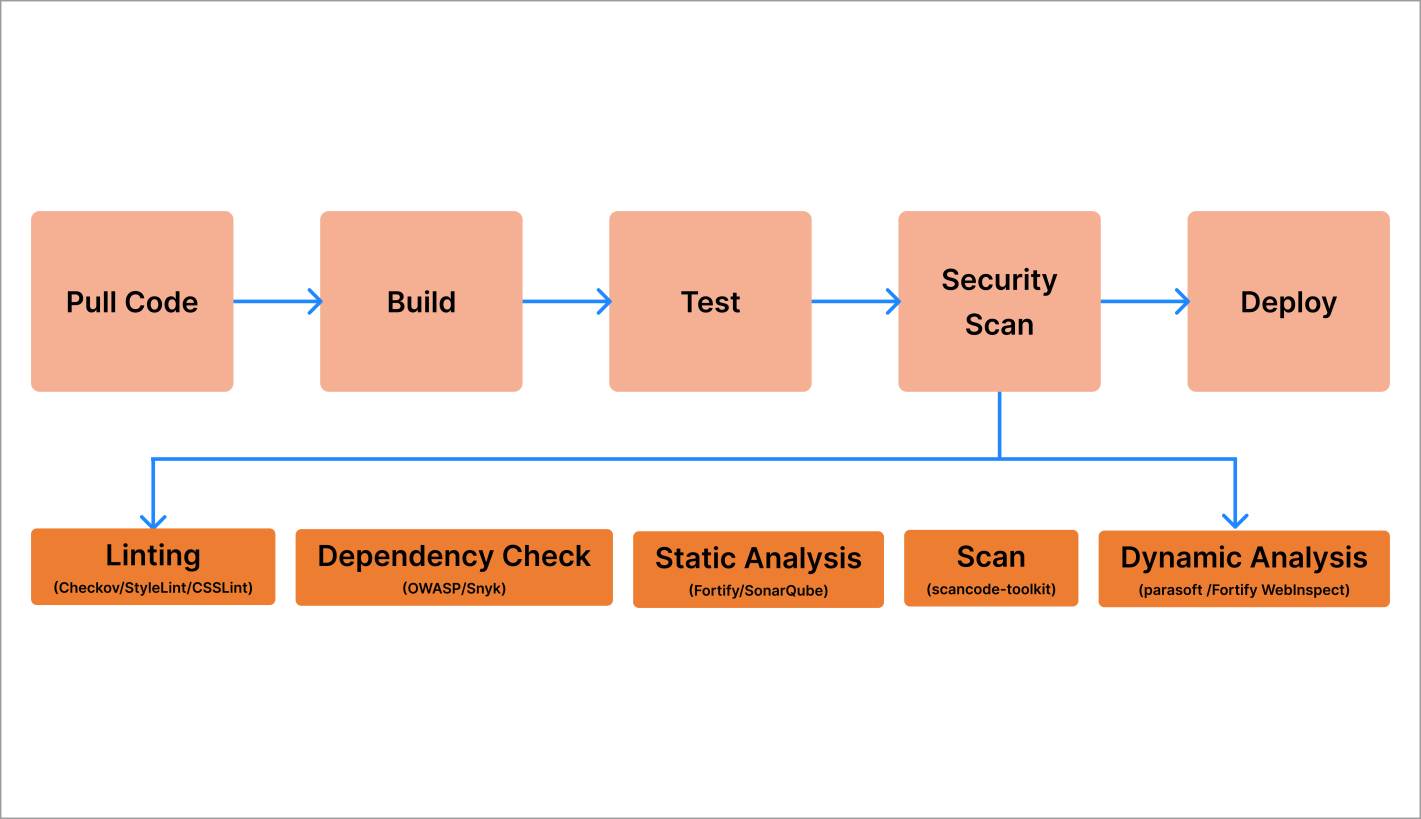 Pull Code
Build
Test
Security
Scan
Deploy
Linting
(Checkov/StyleLint/CSSLint)
Dependency Check
(OWASP/Snyk)
Static Analysis
(Fortify/SonarQube)
Scan
(scancode-toolkit)
Dynamic Analysis
(parasoft /Fortify WebInspect)